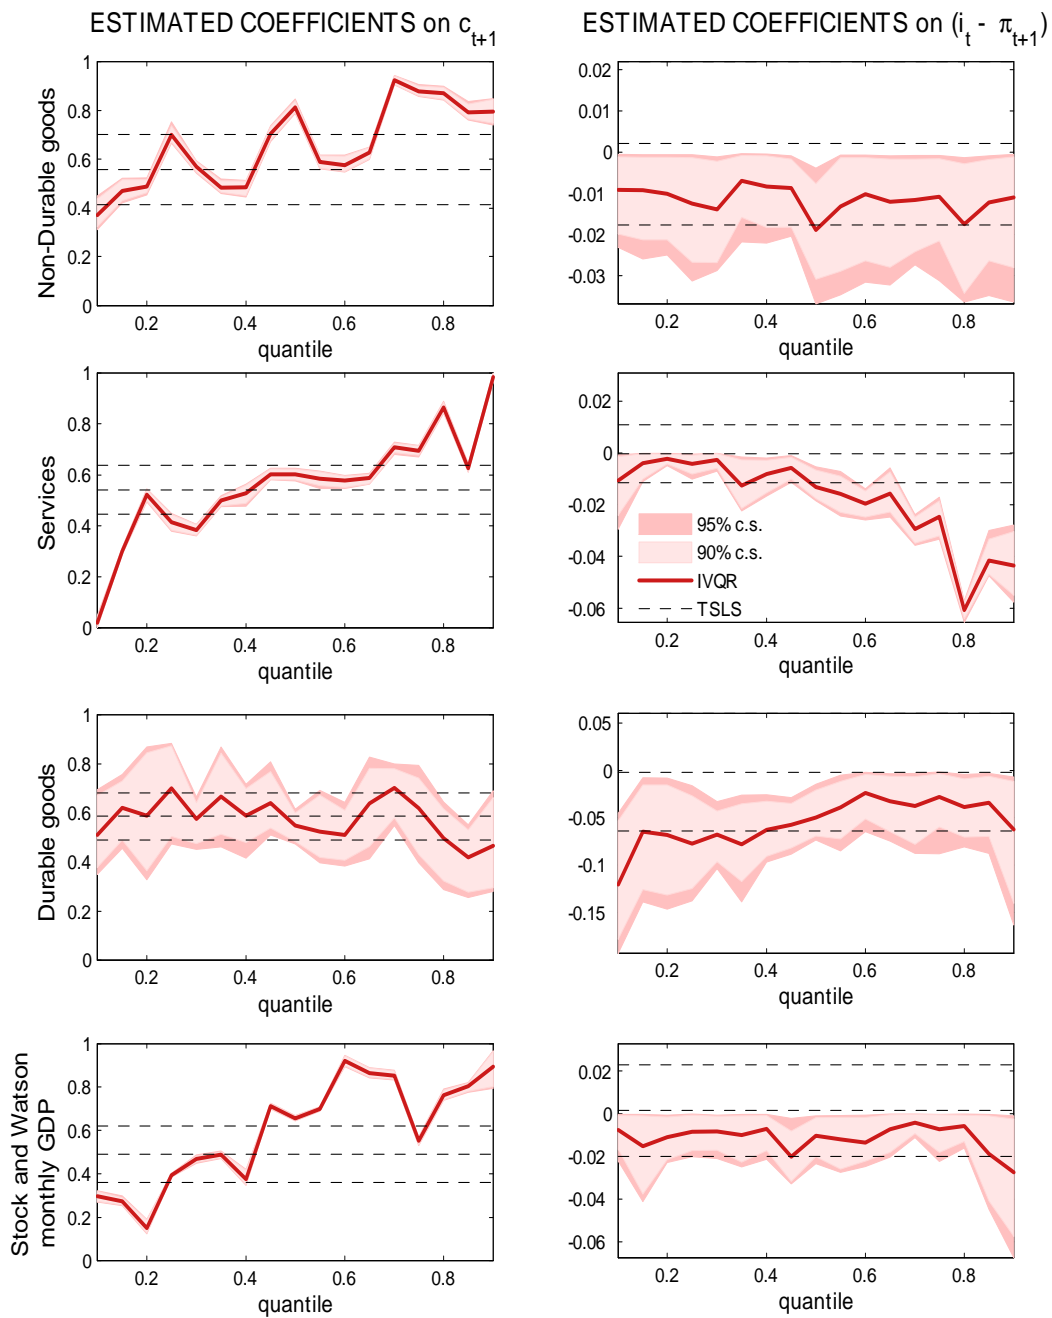 ESTIMATED COEFFICIENTS on c_{t+1}
ESTIMATED COEFFICIENTS on (i_t - π_{t+1})
Non-Durable goods
1
0.8
0.6
0.4
0.2
0
0.2 0.4 0.6 0.8
quantile
0.02
0.01
0
-0.01
-0.02
-0.03
0.2 0.4 0.6 0.8
quantile
Services
1
0.8
0.6
0.4
0.2
0
0.2 0.4 0.6 0.8
quantile
0.02
0
-0.02
-0.04
-0.06
95% c.s.
90% c.s.
IVQR
TSLS
0.2 0.4 0.6 0.8
quantile
Durable goods
1
0.8
0.6
0.4
0.2
0
0.2 0.4 0.6 0.8
quantile
0.05
0
-0.05
-0.1
-0.15
0.2 0.4 0.6 0.8
quantile
Stock and Watson
monthly GDP
1
0.8
0.6
0.4
0.2
0
0.2 0.4 0.6 0.8
quantile
0.02
0
-0.02
-0.04
-0.06
0.2 0.4 0.6 0.8
quantile